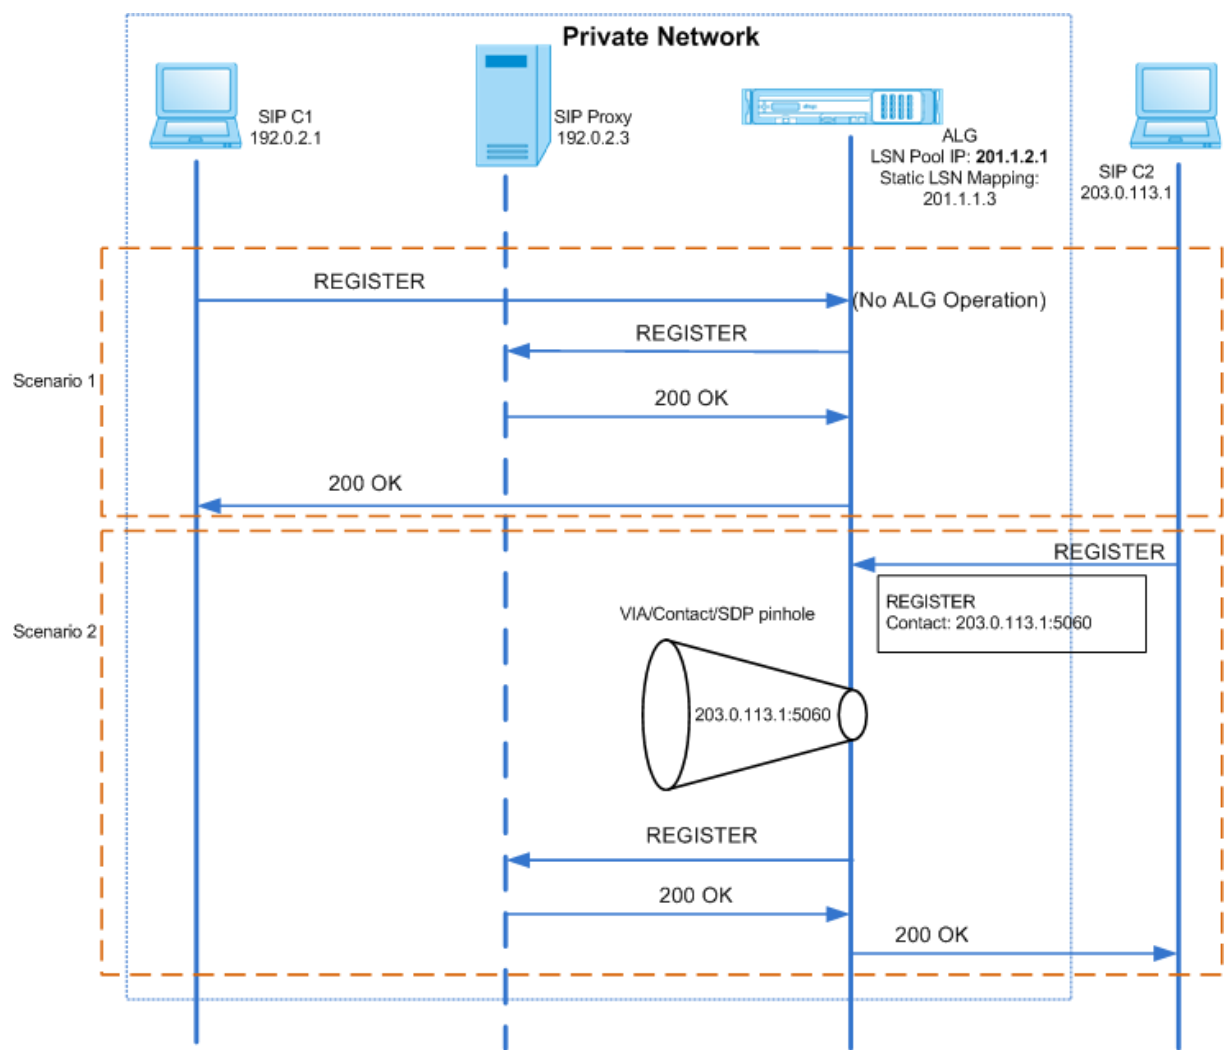 Private Network
SIP C1
192.0.2.1
SIP Proxy
192.0.2.3
ALG
LSN Pool IP: 201.1.2.1
Static LSN Mapping:
201.1.1.3
SIP C2
203.0.113.1
Scenario 1
REGISTER
(No ALG Operation)
REGISTER
200 OK
200 OK
Scenario 2
REGISTER
REGISTER
Contact: 203.0.113.1:5060
VIA/Contact/SDP pinhole
203.0.113.1:5060
REGISTER
200 OK
200 OK